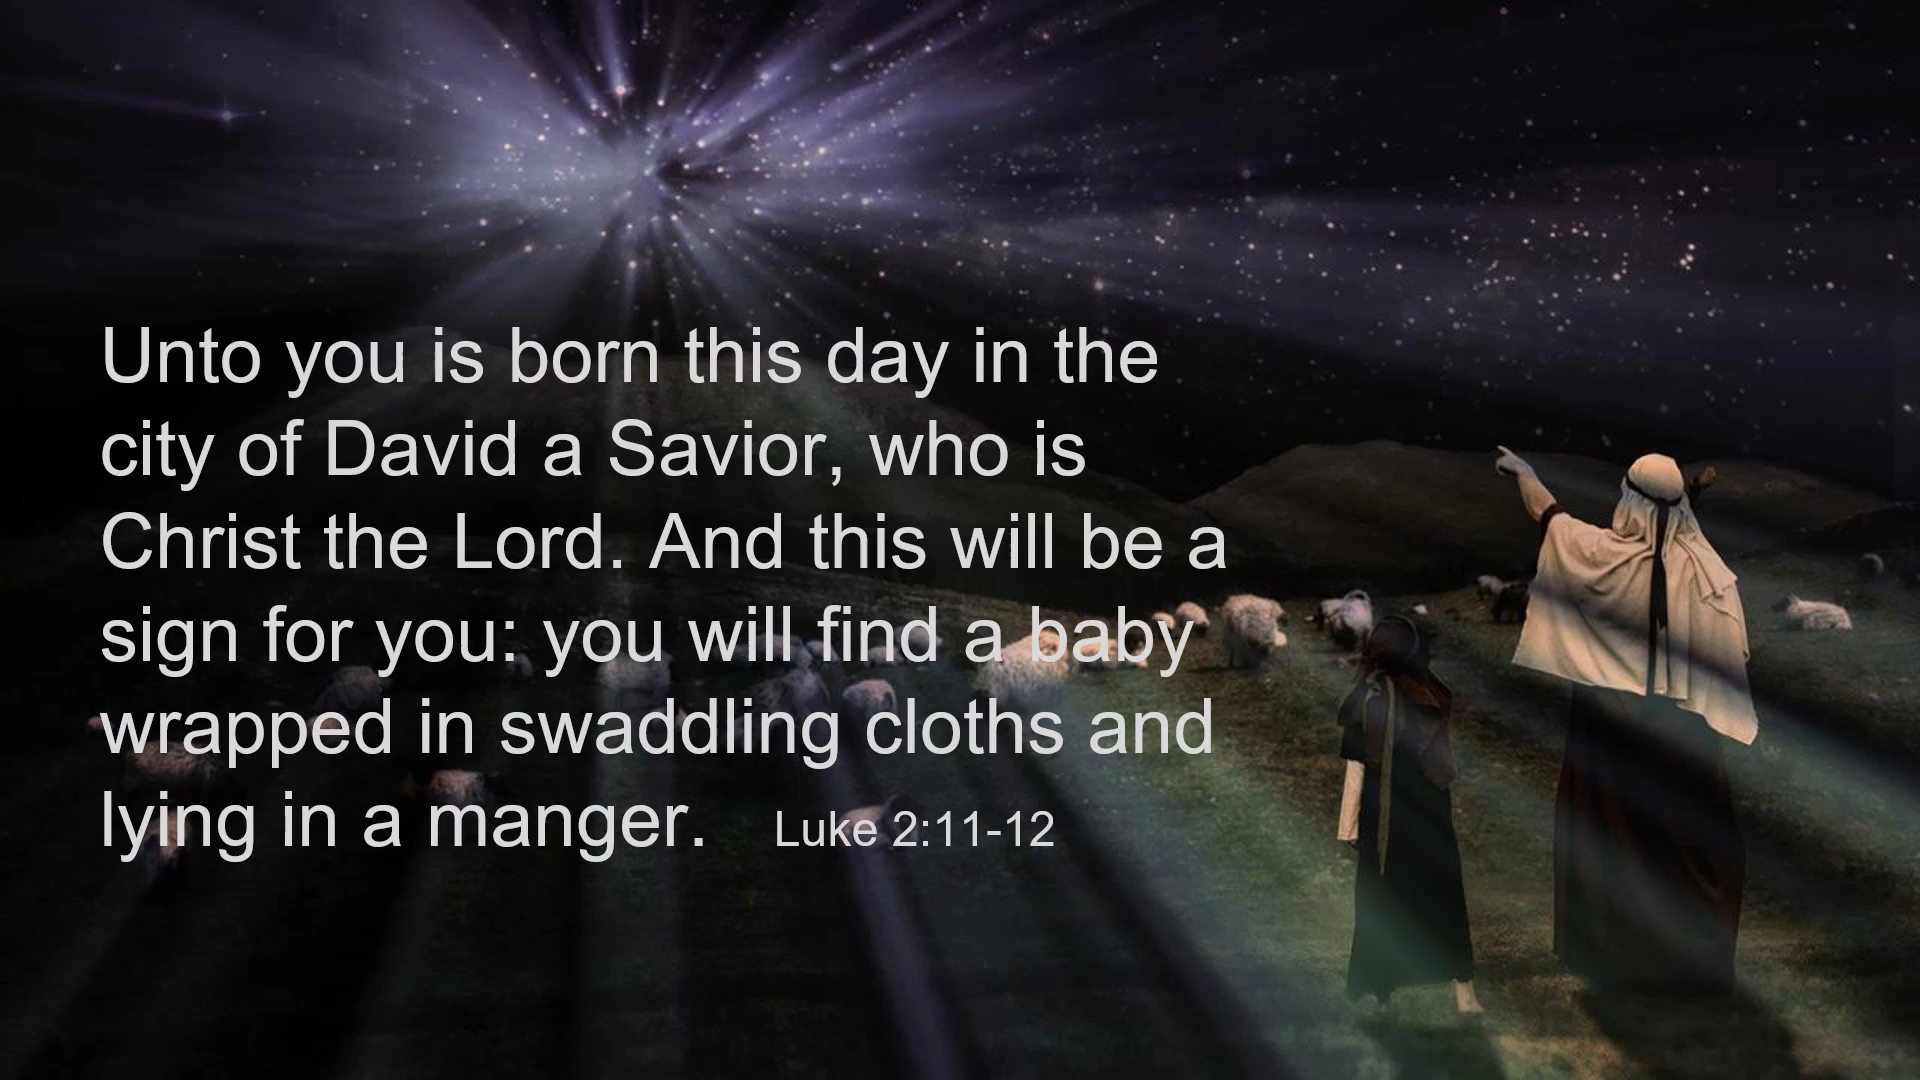 Unto you is born this day in the
city of David a Savior, who is
Christ the Lord. And this will be a
sign for you: you will find a baby
wrapped in swaddling cloths and
lying in a manger. Luke 2:11-12